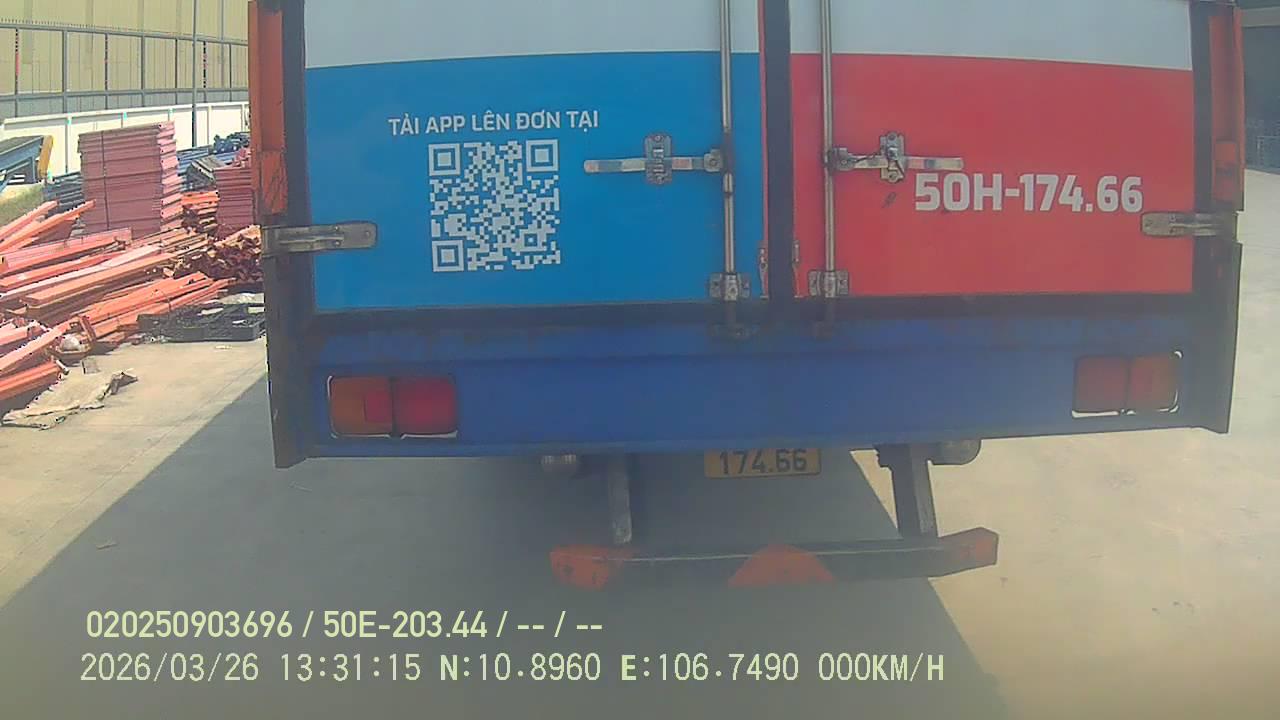 TẢI APP LÊN ĐƠN TẠI
50H-174.66
174.66
020250903696 / 50E-203.44 / -- / --
2026/03/26 13:31:15 N:10.8960 E:106.7490 000KM/H